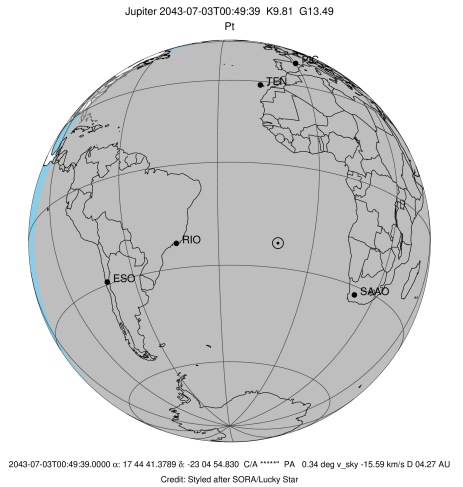 Jupiter 2043-07-03T00:49:39 K9.81 G13.49
Pt
PIC
TEN
RIO
ESO
SAAO
2043-07-03T00:49:39.0000 α: 17 44 41.3789 δ: -23 04 54.830 C/A *****" PA 0.34 deg v_sky -15.59 km/s D 04.27 AU
Credit: Styled after SORA/Lucky Star